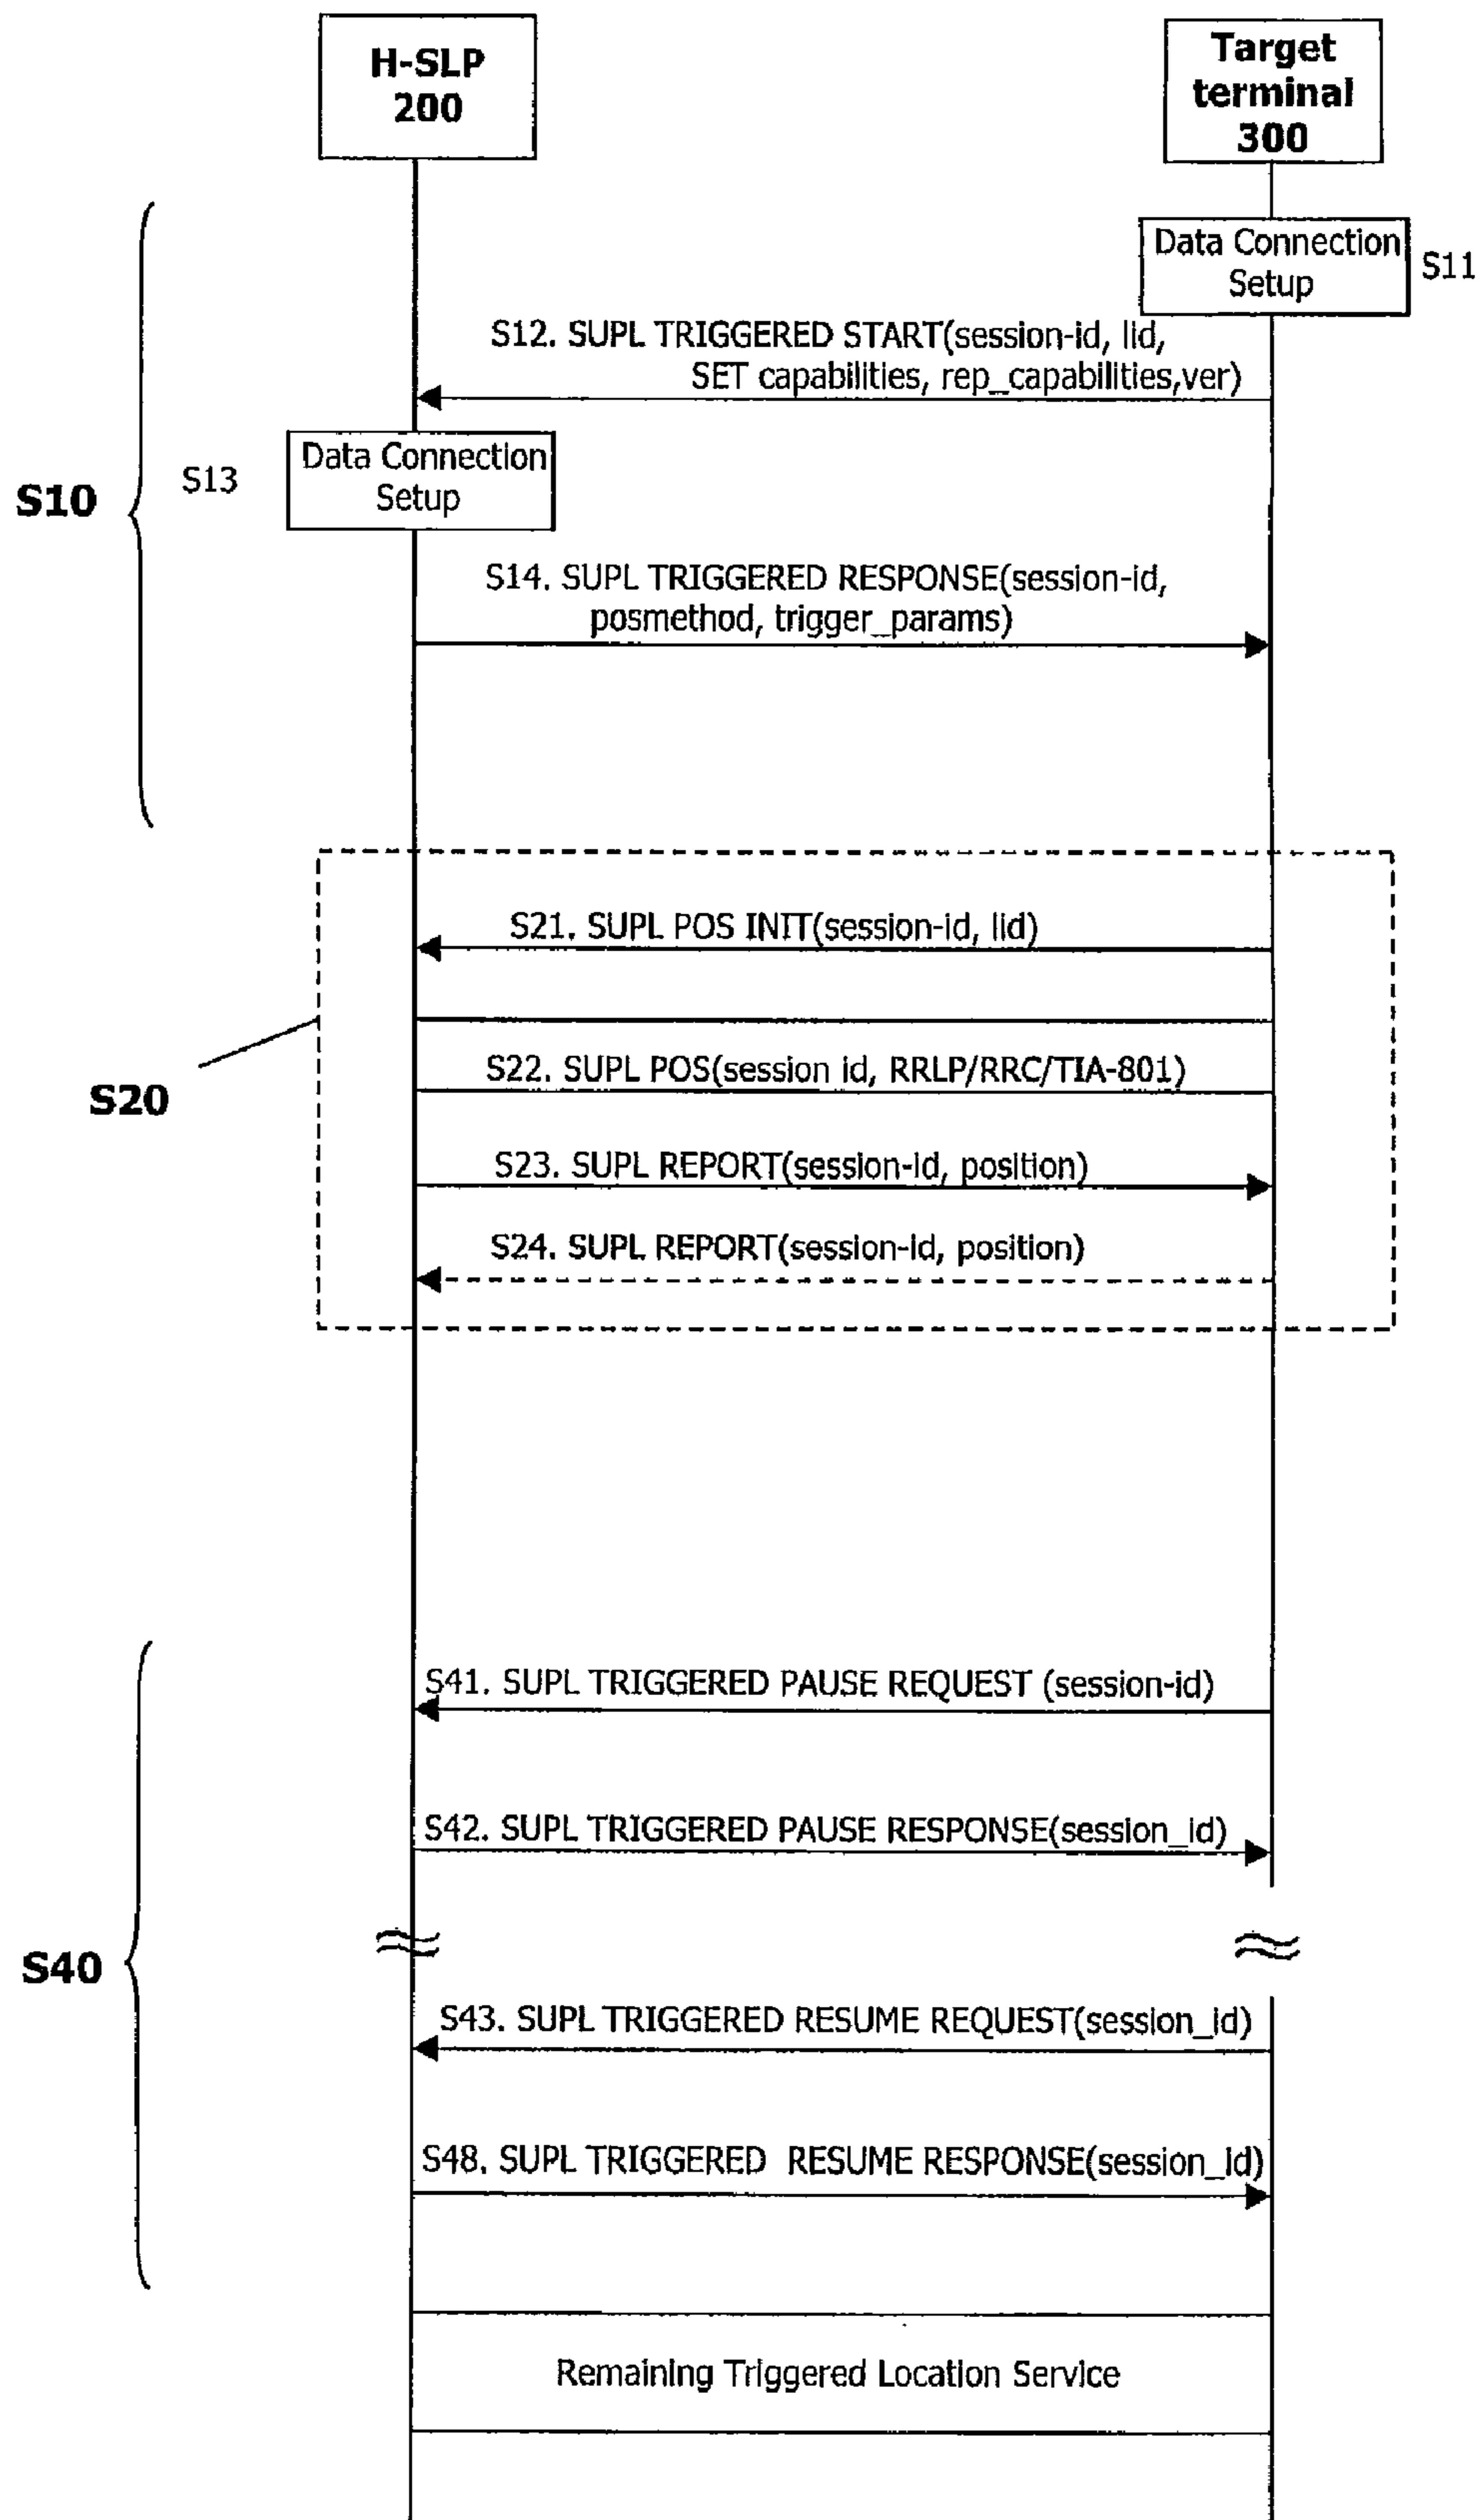 H-SLP
200
Target
terminal
300
Data Connection
Setup
S11
S12. SUPL TRIGGERED START(session-id, lid,
SET capabilities, rep_capabilities,ver)
S10
S13
Data Connection
Setup
S14. SUPL TRIGGERED RESPONSE(session-id,
posmethod, trigger_params)
S21. SUPL POS INIT(session-id, lid)
S20
S22. SUPL POS(session id, RRLP/RRC/TIA-801)
S23. SUPL REPORT(session-id, position)
S24. SUPL REPORT(session-id, position)
S41. SUPL TRIGGERED PAUSE REQUEST (session-id)
S42. SUPL TRIGGERED PAUSE RESPONSE(session_id)
S40
S43. SUPL TRIGGERED RESUME REQUEST(session_id)
S48. SUPL TRIGGERED RESUME RESPONSE(session_id)
Remaining Triggered Location Service